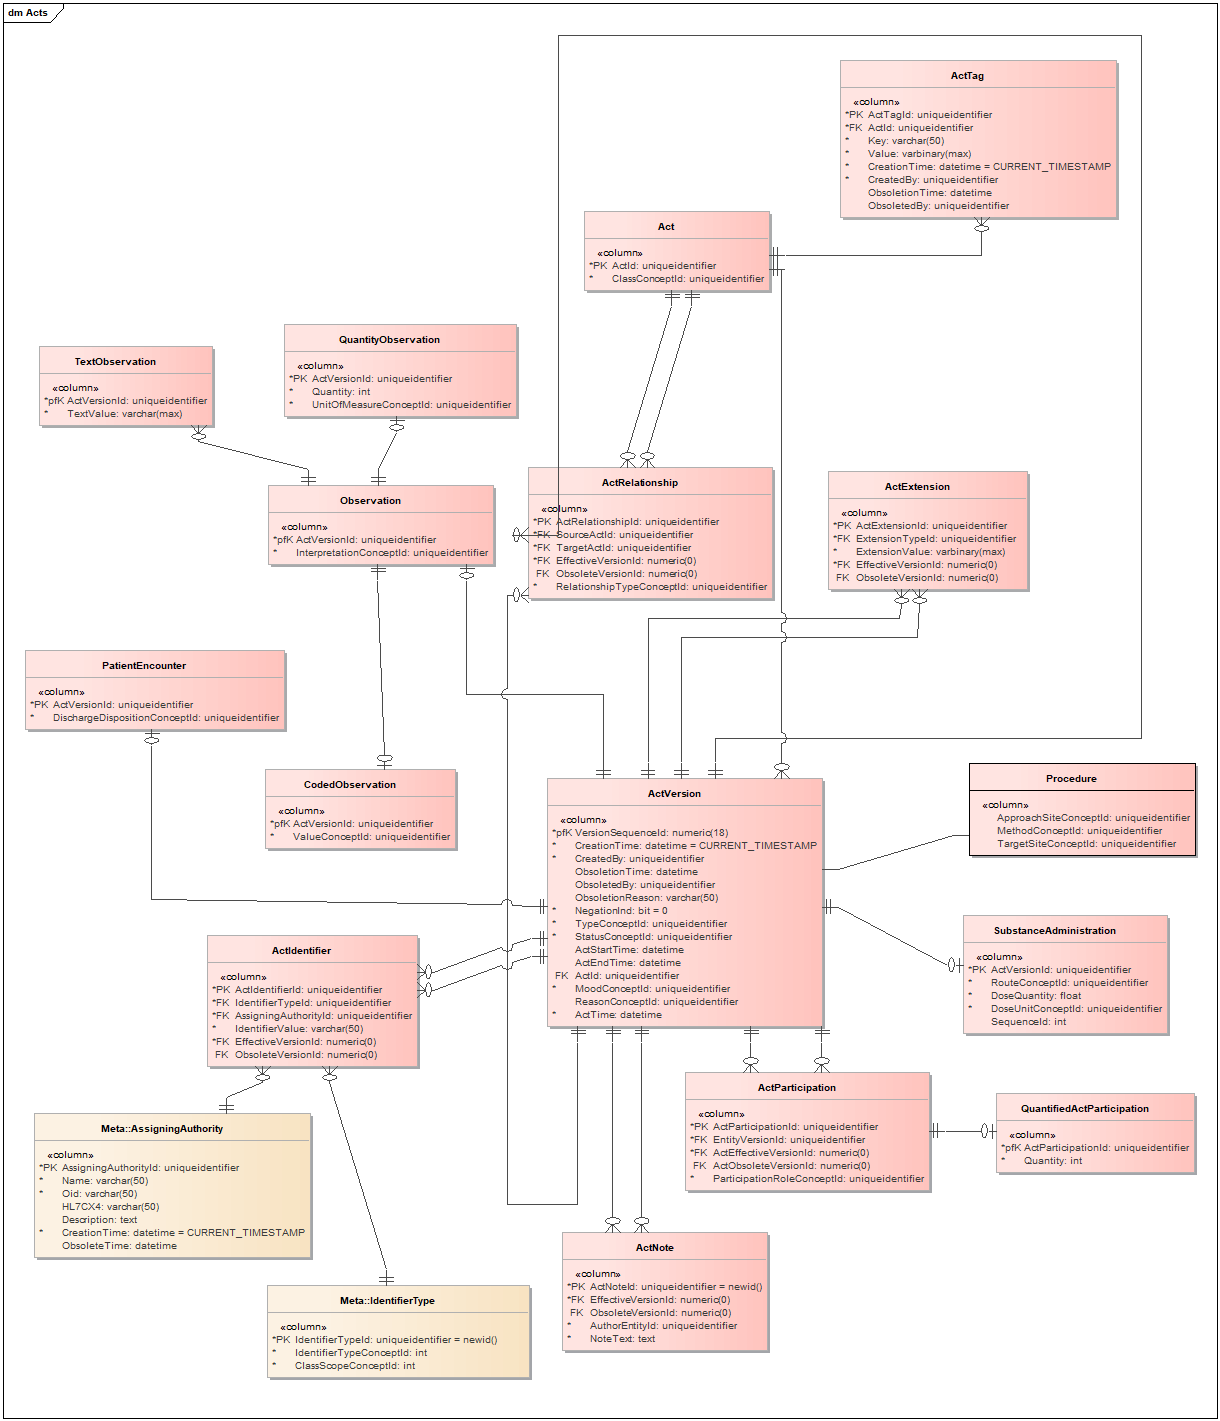 dm Acts
ActTag
«column»
*PK ActTagId: uniqueidentifier
*FK ActId: uniqueidentifier
* Key: varchar(50)
* Value: varbinary(max)
* CreationTime: datetime = CURRENT_TIMESTAMP
* CreatedBy: uniqueidentifier
ObsoletionTime: datetime
ObsoletedBy: uniqueidentifier
Act
«column»
*PK ActId: uniqueidentifier
* ClassConceptId: uniqueidentifier
QuantityObservation
«column»
*PK ActVersionId: uniqueidentifier
* Quantity: int
* UnitOfMeasureConceptId: uniqueidentifier
TextObservation
«column»
*pfK ActVersionId: uniqueidentifier
* TextValue: varchar(max)
Observation
«column»
*pfK ActVersionId: uniqueidentifier
* InterpretationConceptId: uniqueidentifier
ActRelationship
«column»
*PK ActRelationshipId: uniqueidentifier
*FK SourceActId: uniqueidentifier
*FK TargetActId: uniqueidentifier
*FK EffectiveVersionId: numeric(0)
FK ObsoleteVersionId: numeric(0)
* RelationshipTypeConceptId: uniqueidentifier
ActExtension
«column»
*PK ActExtensionId: uniqueidentifier
*FK ExtensionTypeId: uniqueidentifier
* ExtensionValue: varbinary(max)
*FK EffectiveVersionId: numeric(0)
FK ObsoleteVersionId: numeric(0)
PatientEncounter
«column»
*PK ActVersionId: uniqueidentifier
* DischargeDispositionConceptId: uniqueidentifier
CodedObservation
«column»
*pfK ActVersionId: uniqueidentifier
* ValueConceptId: uniqueidentifier
ActVersion
«column»
*pfK VersionSequenceId: numeric(18)
* CreationTime: datetime = CURRENT_TIMESTAMP
* CreatedBy: uniqueidentifier
ObsoletionTime: datetime
ObsoletedBy: uniqueidentifier
ObsoletionReason: varchar(50)
* NegationInd: bit = 0
* TypeConceptId: uniqueidentifier
* StatusConceptId: uniqueidentifier
ActStartTime: datetime
ActEndTime: datetime
FK ActId: uniqueidentifier
* MoodConceptId: uniqueidentifier
ReasonConceptId: uniqueidentifier
* ActTime: datetime
Procedure
«column»
ApproachSiteConceptId: uniqueidentifier
MethodConceptId: uniqueidentifier
TargetSiteConceptId: uniqueidentifier
SubstanceAdministration
«column»
*PK ActVersionId: uniqueidentifier
* RouteConceptId: uniqueidentifier
* DoseQuantity: float
* DoseUnitConceptId: uniqueidentifier
SequenceId: int
ActIdentifier
«column»
*PK ActIdentifierId: uniqueidentifier
*FK IdentifierTypeId: uniqueidentifier
*FK AssigningAuthorityId: uniqueidentifier
* IdentifierValue: varchar(50)
*FK EffectiveVersionId: numeric(0)
FK ObsoleteVersionId: numeric(0)
ActParticipation
«column»
*PK ActParticipationId: uniqueidentifier
*FK EntityVersionId: uniqueidentifier
*FK ActEffectiveVersionId: numeric(0)
FK ActObsoleteVersionId: numeric(0)
* ParticipationRoleConceptId: uniqueidentifier
QuantifiedActParticipation
«column»
*pfK ActParticipationId: uniqueidentifier
* Quantity: int
Meta::AssigningAuthority
«column»
*PK AssigningAuthorityId: uniqueidentifier
* Name: varchar(50)
* Oid: varchar(50)
HL7CX4: varchar(50)
Description: text
* CreationTime: datetime = CURRENT_TIMESTAMP
ObsoleteTime: datetime
ActNote
«column»
*PK ActNoteId: uniqueidentifier = newid()
*FK EffectiveVersionId: numeric(0)
FK ObsoleteVersionId: numeric(0)
* AuthorEntityId: uniqueidentifier
* NoteText: text
Meta::IdentifierType
«column»
*PK IdentifierTypeId: uniqueidentifier = newid()
* IdentifierTypeConceptId: int
* ClassScopeConceptId: int